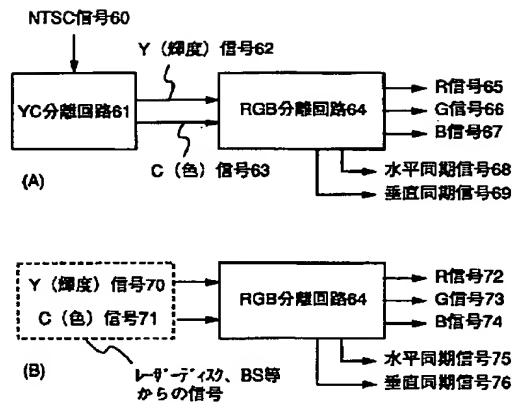 NTSC信号60
Y（輝度）信号62
YC分離回路61
RGB分離回路64
R信号65
G信号66
B信号67
C（色）信号63
水平同期信号68
垂直同期信号69
(A)
Y（輝度）信号70
C（色）信号71
RGB分離回路64
R信号72
G信号73
B信号74
水平同期信号75
垂直同期信号76
(B)
レーザーディスク、BS等
からの信号